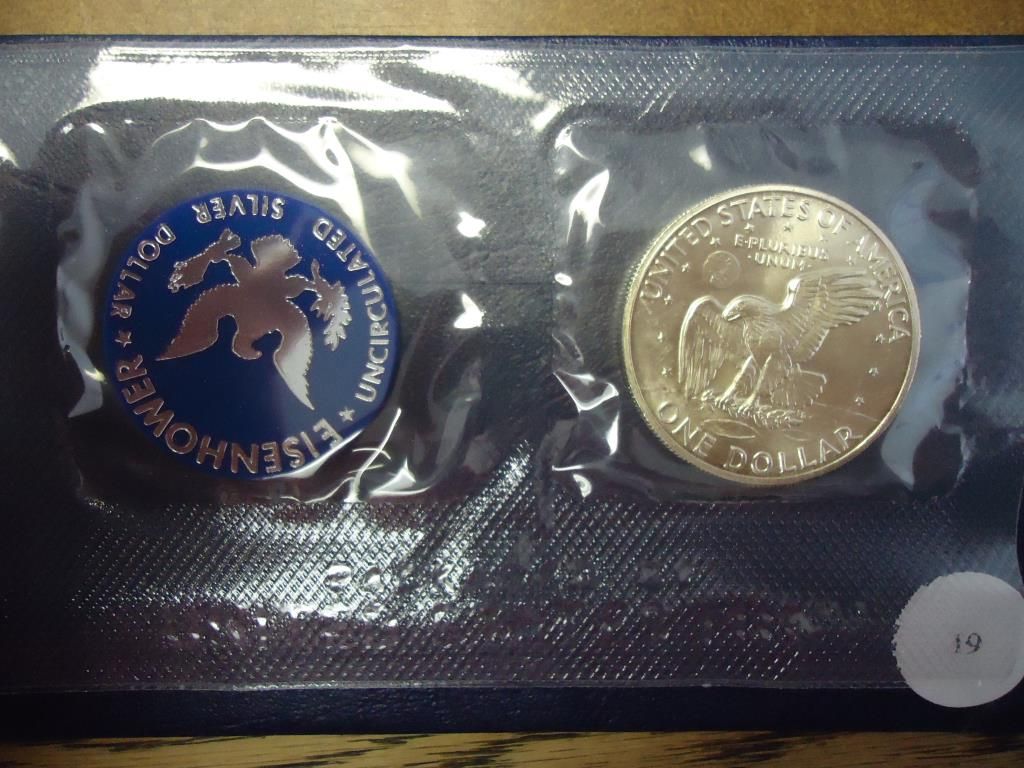 EISENHOWER ★ DOLLAR
UNCIRCULATED SILVER ★
UNITED STATES OF AMERICA
E·PLURIBUS
·UNUM·
ONE DOLLAR
19